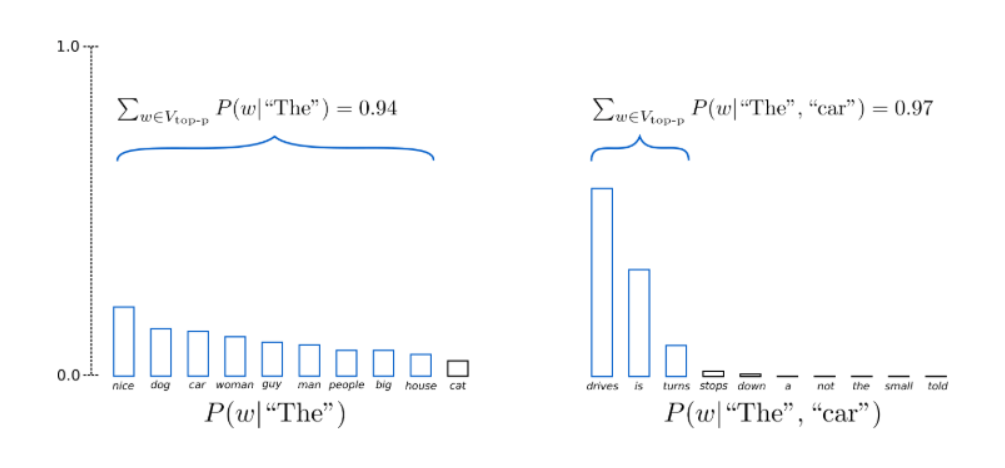 1.0
∑w∈Vtop-p P(w|“The”) = 0.94
0.0
nice dog car woman guy man people big house cat
P(w|“The”)
∑w∈Vtop-p P(w|“The”, “car”) = 0.97
drives is turns stops down a not the small told
P(w|“The”, “car”)